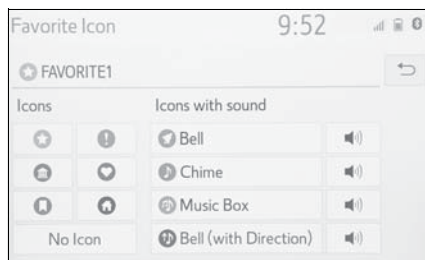 Favorite Icon 9:52
FAVORITE1
Icons Icons with sound
Bell
Chime
Music Box
No Icon Bell (with Direction)